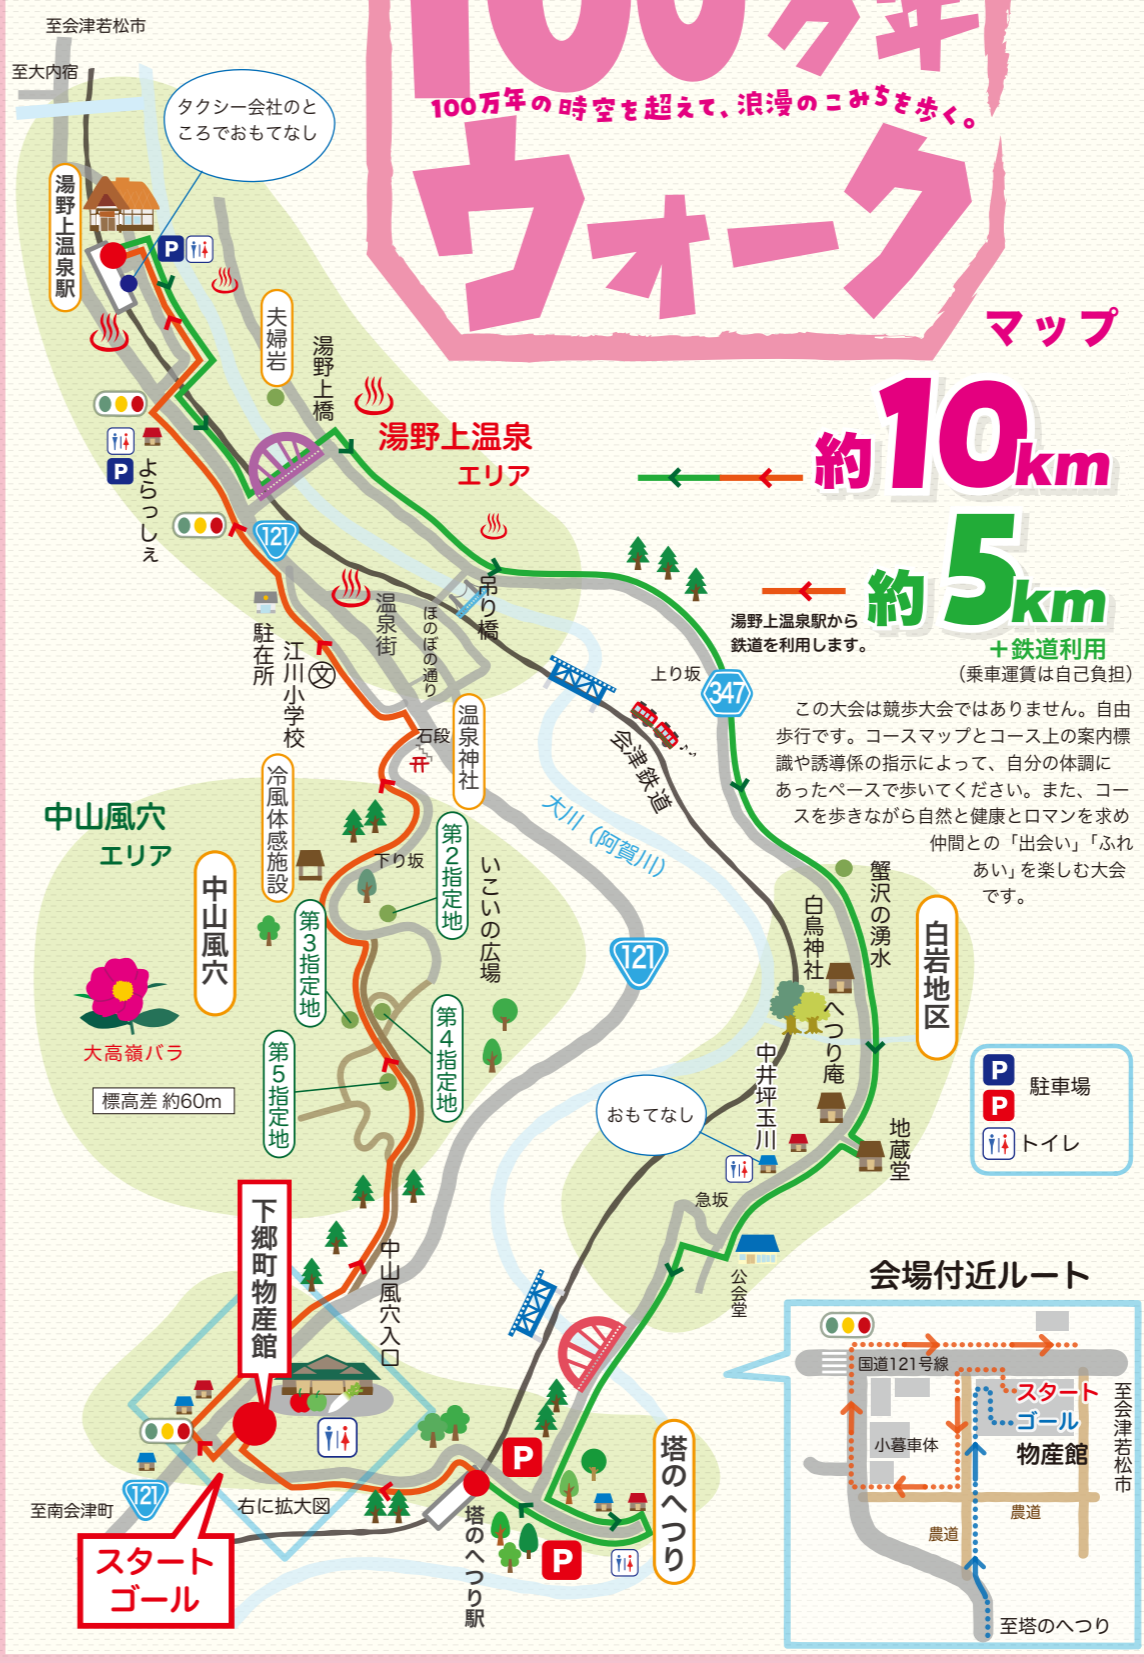 100万年
100万年の時空を超えて、浪漫のこみちを歩く。
ウォーク
マップ
約10km
約5km
湯野上温泉駅から
鉄道を利用します。
＋鉄道利用
（乗車運賃は自己負担）
この大会は競歩大会ではありません。自由
歩行です。コースマップとコース上の案内標
識や誘導係の指示によって、自分の体調に
あったペースで歩いてください。また、コー
スを歩きながら自然と健康とロマンを求め
仲間との「出会い」「ふれ
あい」を楽しむ大会
です。
至会津若松市
至大内宿
タクシー会社のと
ころでおもてなし
湯野上温泉駅
P
夫婦岩
湯野上橋
湯野上温泉
エリア
P
よらっしぇ
121
駐在所
江川小学校
文
温泉街
ほのぼの通り
吊り橋
石段
温泉神社
上り坂
347
会津鉄道
大川（阿賀川）
中山風穴
エリア
冷風体感施設
中山風穴
下り坂
第2指定地
いこいの広場
第3指定地
第4指定地
第5指定地
121
大高嶺バラ
標高差 約60m
蟹沢の湧水
白鳥神社
白岩地区
へつり庵
中井坪玉川
おもてなし
地蔵堂
急坂
公会堂
P
P
駐車場
トイレ
下郷町物産館
中山風穴入口
121
至南会津町
右に拡大図
スタート
ゴール
P
P
塔のへつり駅
塔のへつり
会場付近ルート
国道121号線
スタート
ゴール
物産館
小暮車体
至会津若松市
農道
農道
至塔のへつり